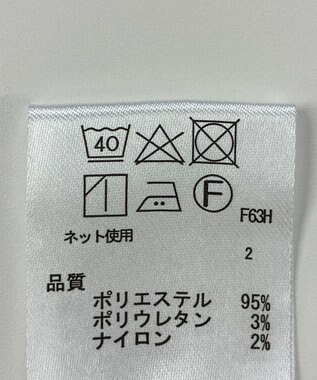 40
F
F63H
ネット使用
2
品質
ポリエステル 95%
ポリウレタン 3%
ナイロン 2%